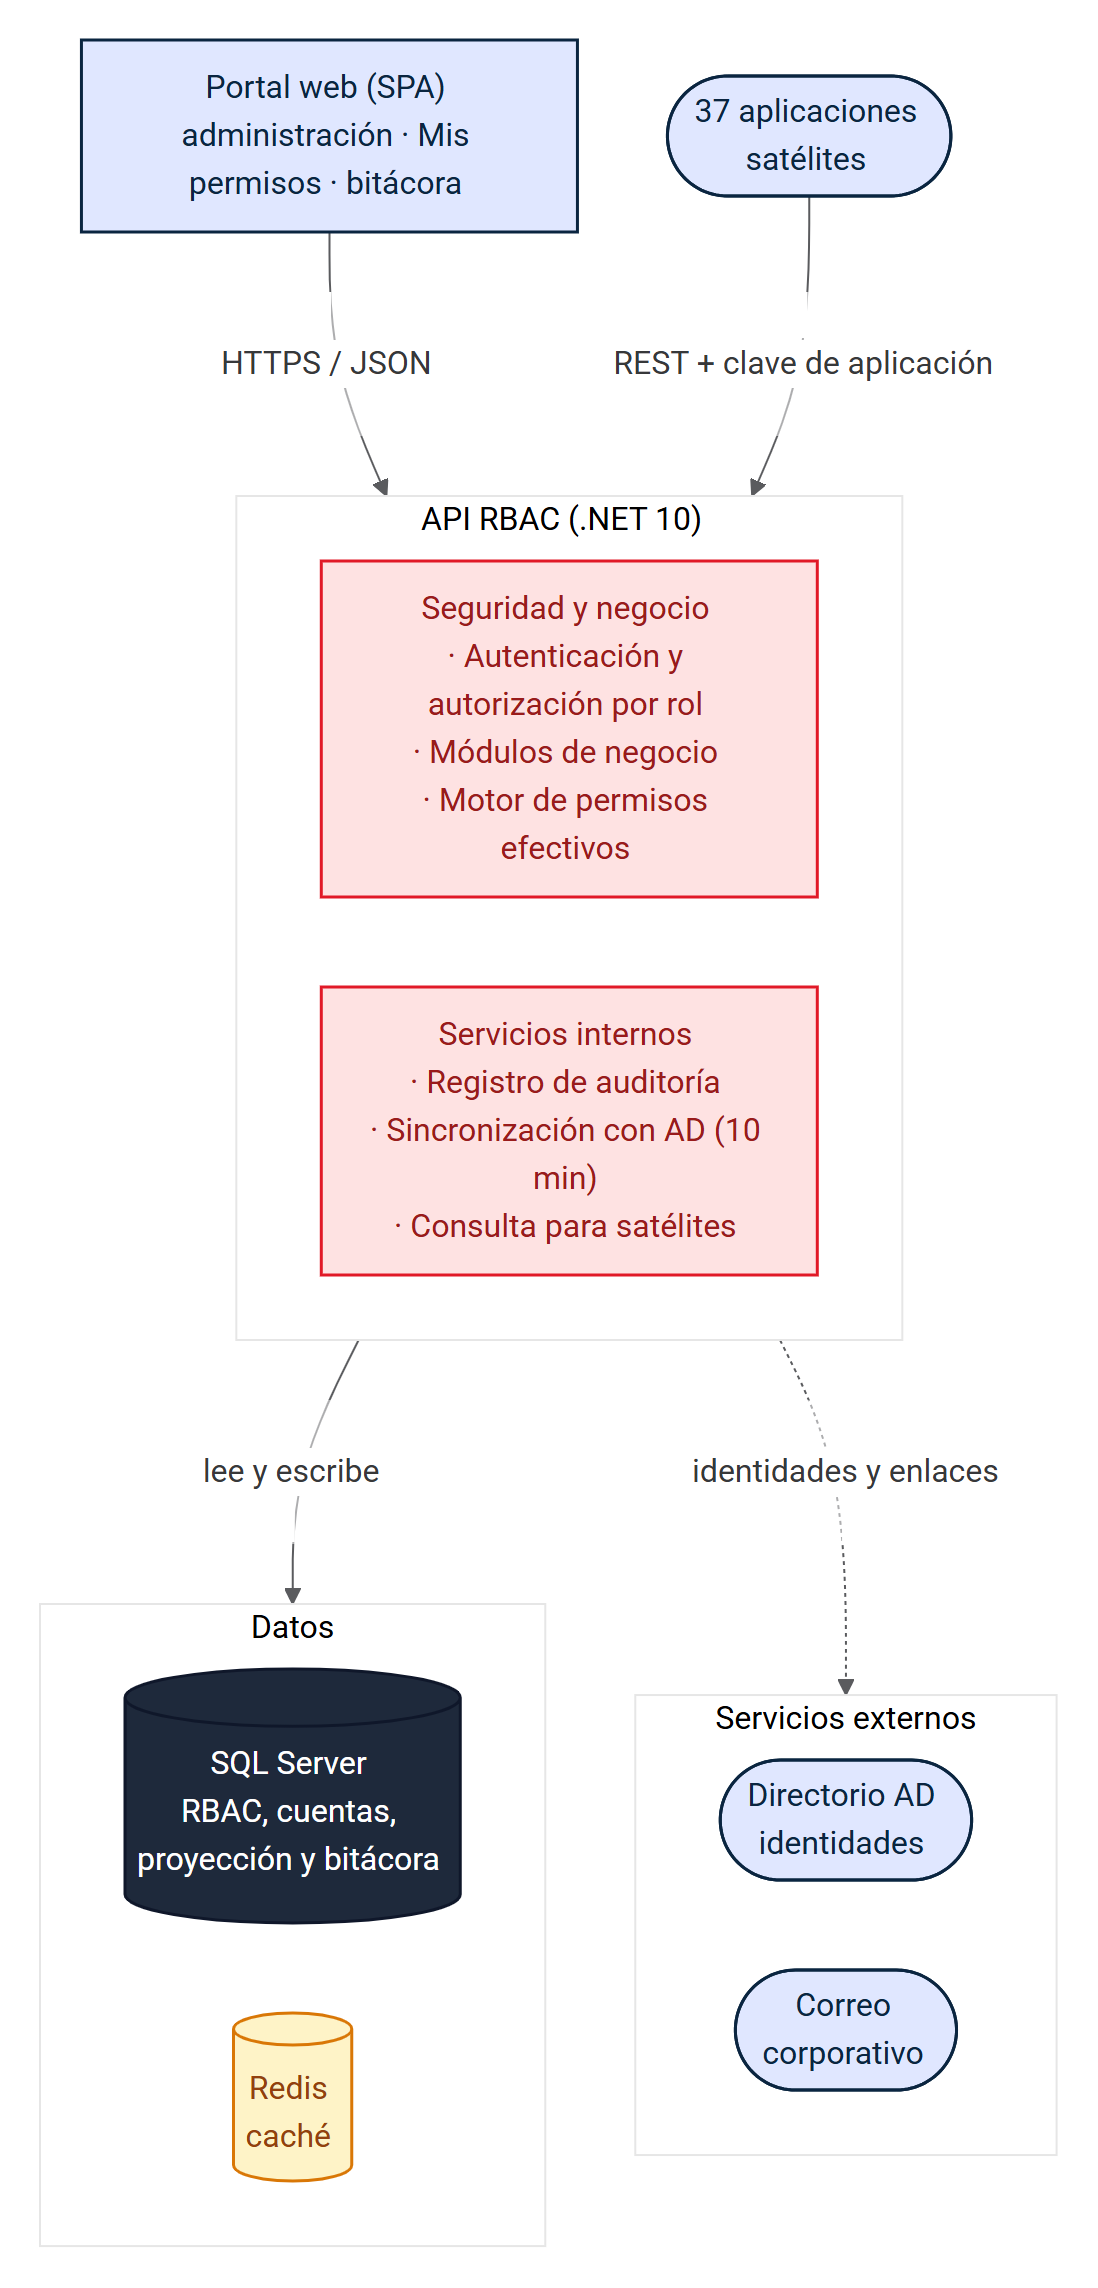 Portal web (SPA)
administración · Mis
permisos · bitácora
37 aplicaciones
satélites
HTTPS / JSON
REST + clave de aplicación
API RBAC (.NET 10)
Seguridad y negocio
· Autenticación y
autorización por rol
· Módulos de negocio
· Motor de permisos
efectivos
Servicios internos
· Registro de auditoría
· Sincronización con AD (10
min)
· Consulta para satélites
lee y escribe
identidades y enlaces
Datos
SQL Server
RBAC, cuentas,
proyección y bitácora
Redis
caché
Servicios externos
Directorio AD
identidades
Correo
corporativo